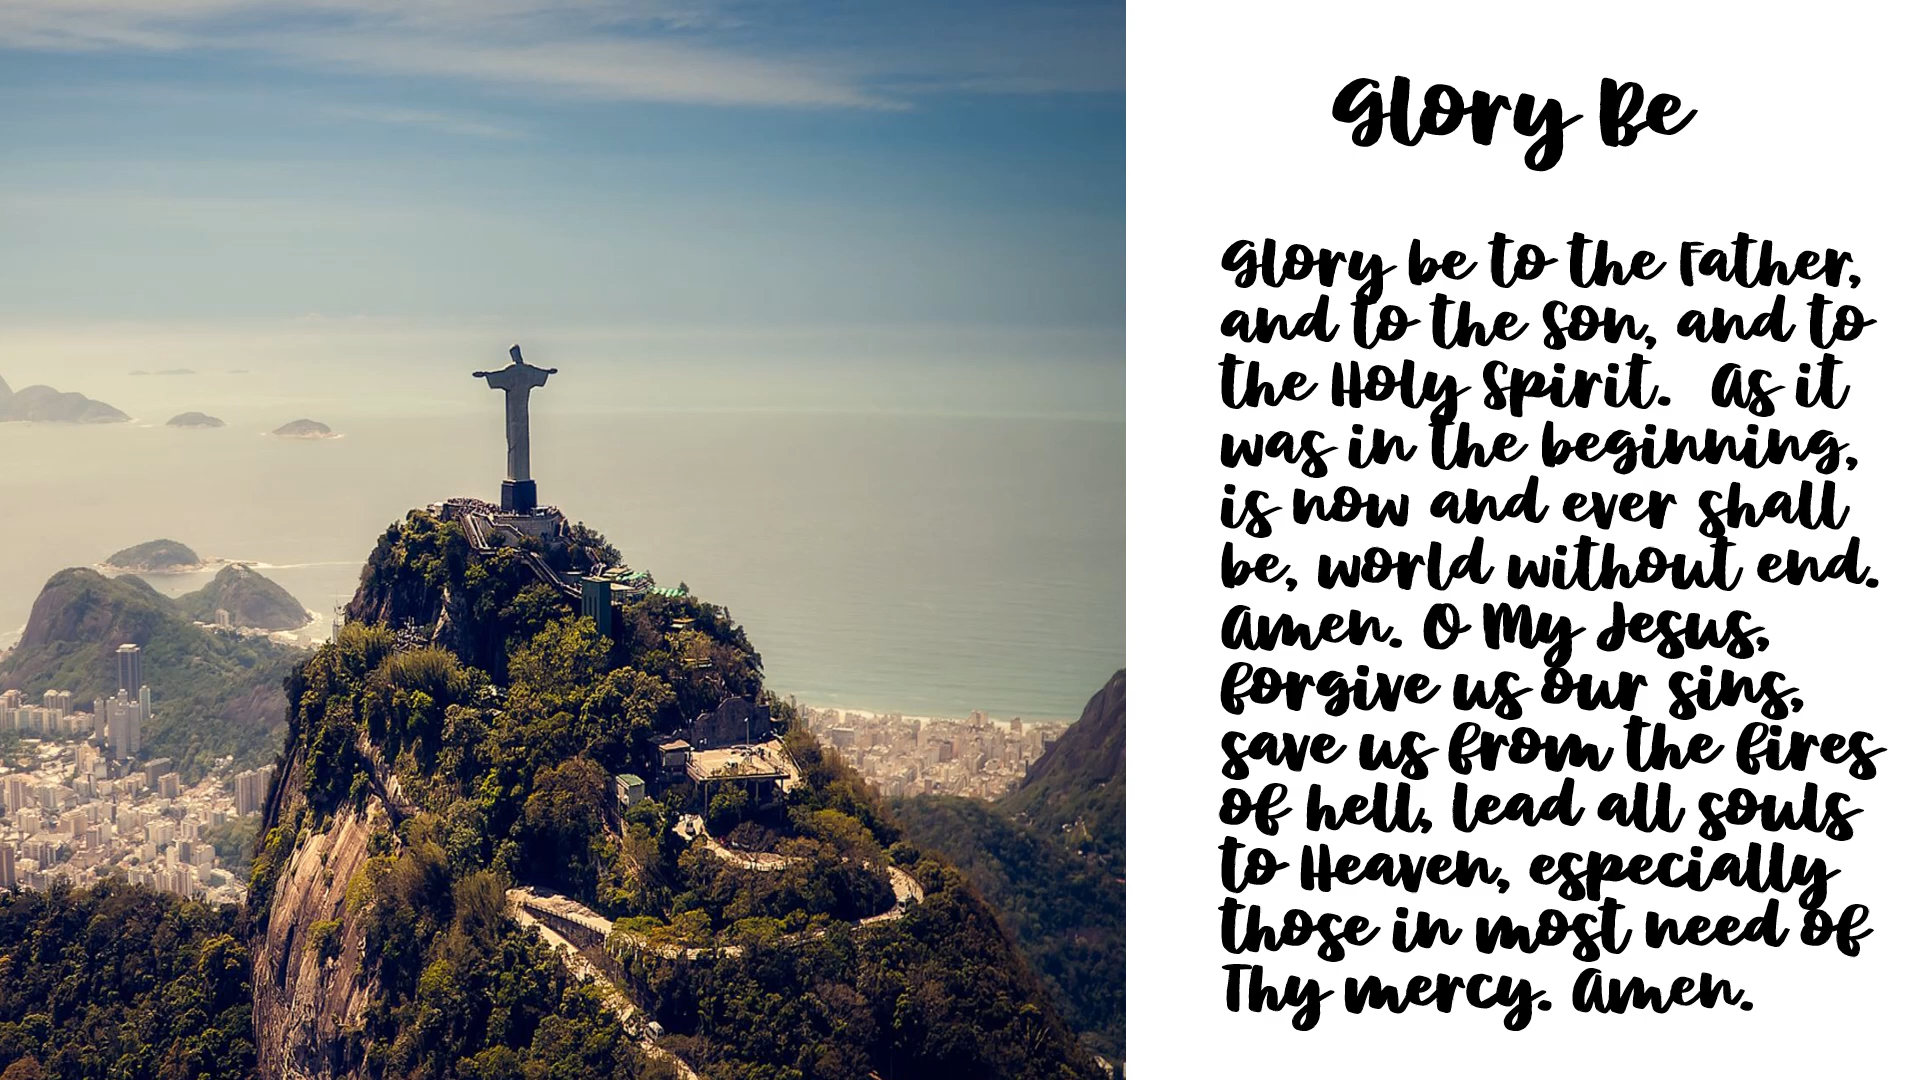 Glory Be
Glory be to the Father,
and to the Son, and to
the Holy Spirit. As it
was in the beginning,
is now and ever shall
be, world without end.
Amen. O My Jesus,
forgive us our sins,
save us from the fires
of hell, lead all souls
to Heaven, especially
those in most need of
Thy mercy. Amen.